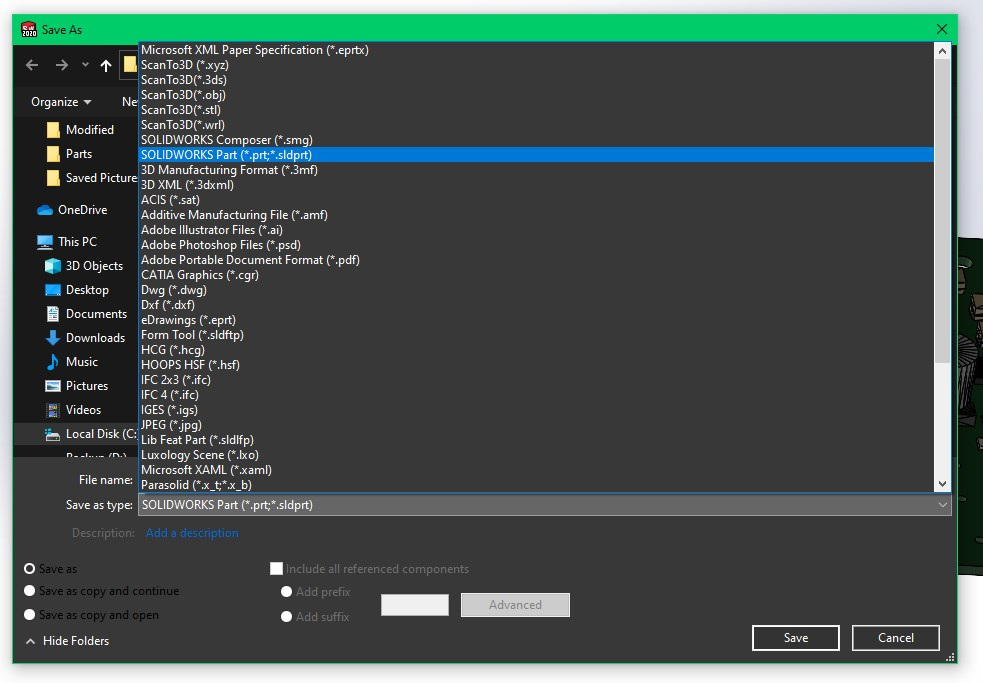 Save As
Organize
Ne
Modified
Parts
Saved Picture
OneDrive
This PC
3D Objects
Desktop
Documents
Downloads
Music
Pictures
Videos
Local Disk (C:
Backup (D:)
Microsoft XML Paper Specification (*.eprtx)
ScanTo3D (*.xyz)
ScanTo3D(*.3ds)
ScanTo3D(*.obj)
ScanTo3D(*.stl)
ScanTo3D(*.wrl)
SOLIDWORKS Composer (*.smg)
SOLIDWORKS Part (*.prt;*.sldprt)
3D Manufacturing Format (*.3mf)
3D XML (*.3dxml)
ACIS (*.sat)
Additive Manufacturing File (*.amf)
Adobe Illustrator Files (*.ai)
Adobe Photoshop Files (*.psd)
Adobe Portable Document Format (*.pdf)
CATIA Graphics (*.cgr)
Dwg (*.dwg)
Dxf (*.dxf)
eDrawings (*.eprt)
Form Tool (*.sldftp)
HCG (*.hcg)
HOOPS HSF (*.hsf)
IFC 2x3 (*.ifc)
IFC 4 (*.ifc)
IGES (*.igs)
JPEG (*.jpg)
Lib Feat Part (*.sldlfp)
Luxology Scene (*.lxo)
Microsoft XAML (*.xaml)
Parasolid (*.x_t;*.x_b)
File name:
Save as type: SOLIDWORKS Part (*.prt;*.sldprt)
Description: Add a description
Save as
Save as copy and continue
Save as copy and open
Include all referenced components
Add prefix
Add suffix
Advanced
Hide Folders
Save
Cancel